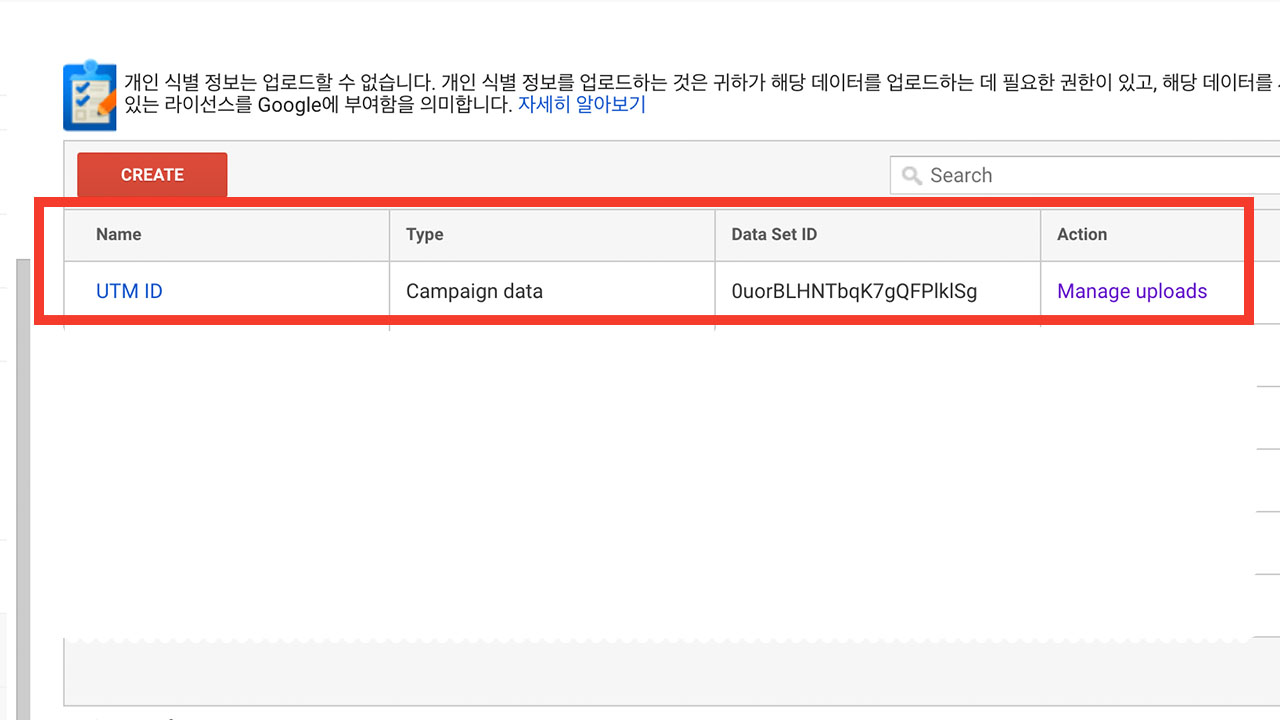 개인 식별 정보는 업로드할 수 없습니다. 개인 식별 정보를 업로드하는 것은 귀하가 해당 데이터를 업로드하는 데 필요한 권한이 있고, 해당 데이터를
있는 라이선스를 Google에 부여함을 의미합니다. 자세히 알아보기
CREATE
Search
Name Type Data Set ID Action
UTM ID Campaign data 0uorBLHNTbqK7gQFPlklSg Manage uploads